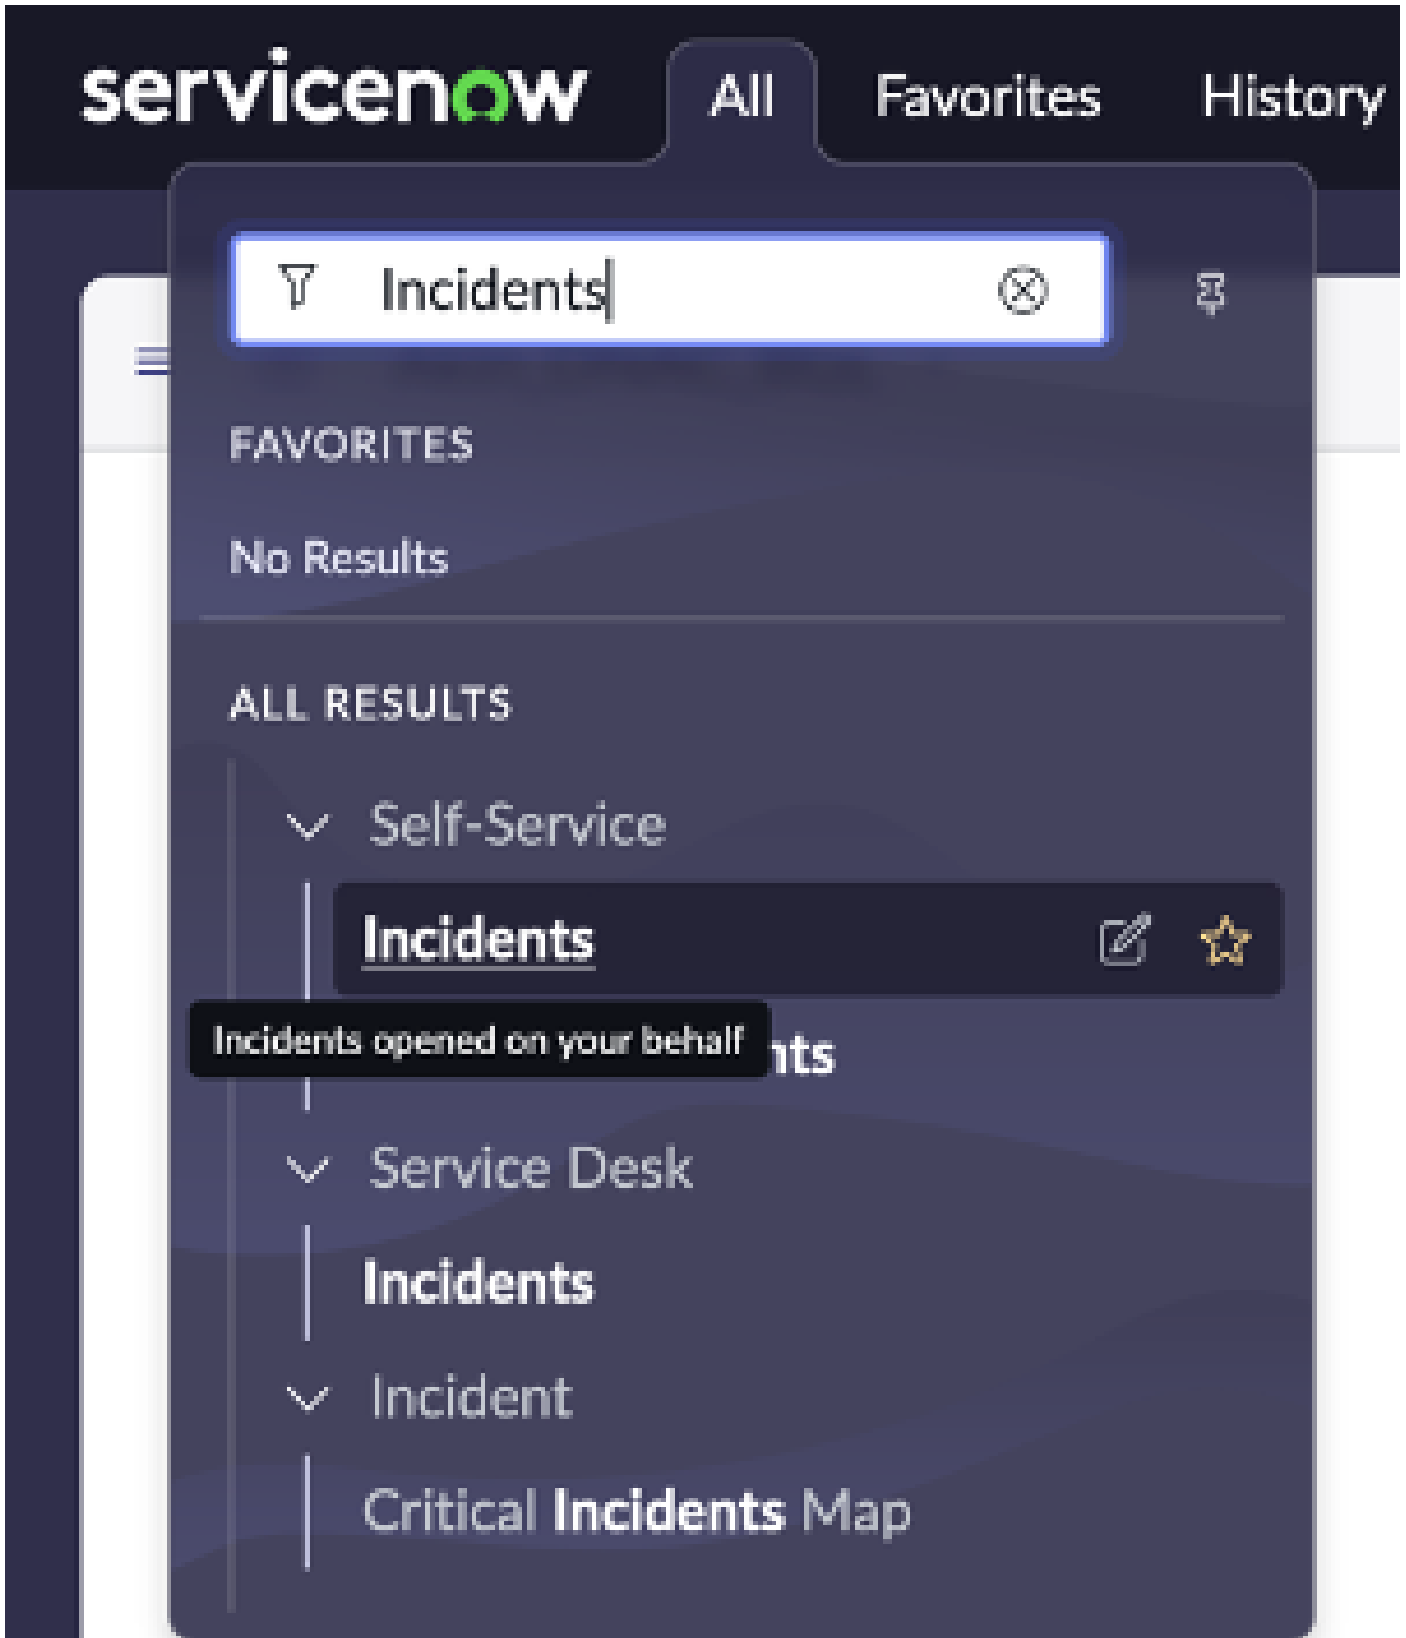 servicenow All Favorites History
Incidents
FAVORITES
No Results
ALL RESULTS
Self-Service
Incidents
Incidents opened on your behalf
Service Desk
Incidents
Incident
Critical Incidents Map